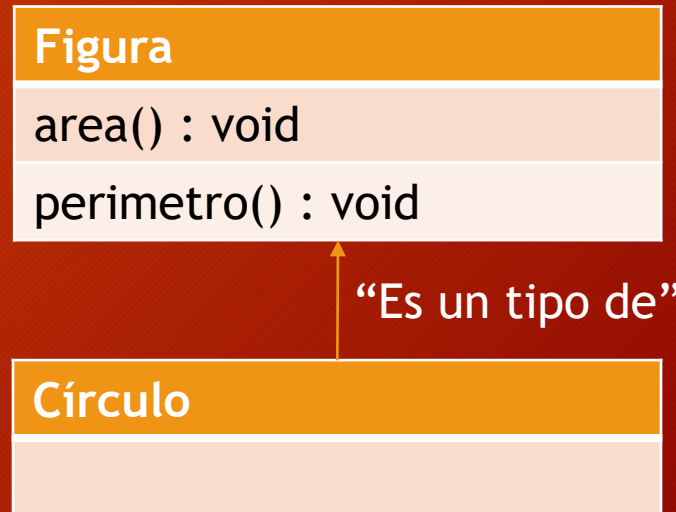 Figura
area() : void
perimetro() : void
“Es un tipo de”
Círculo